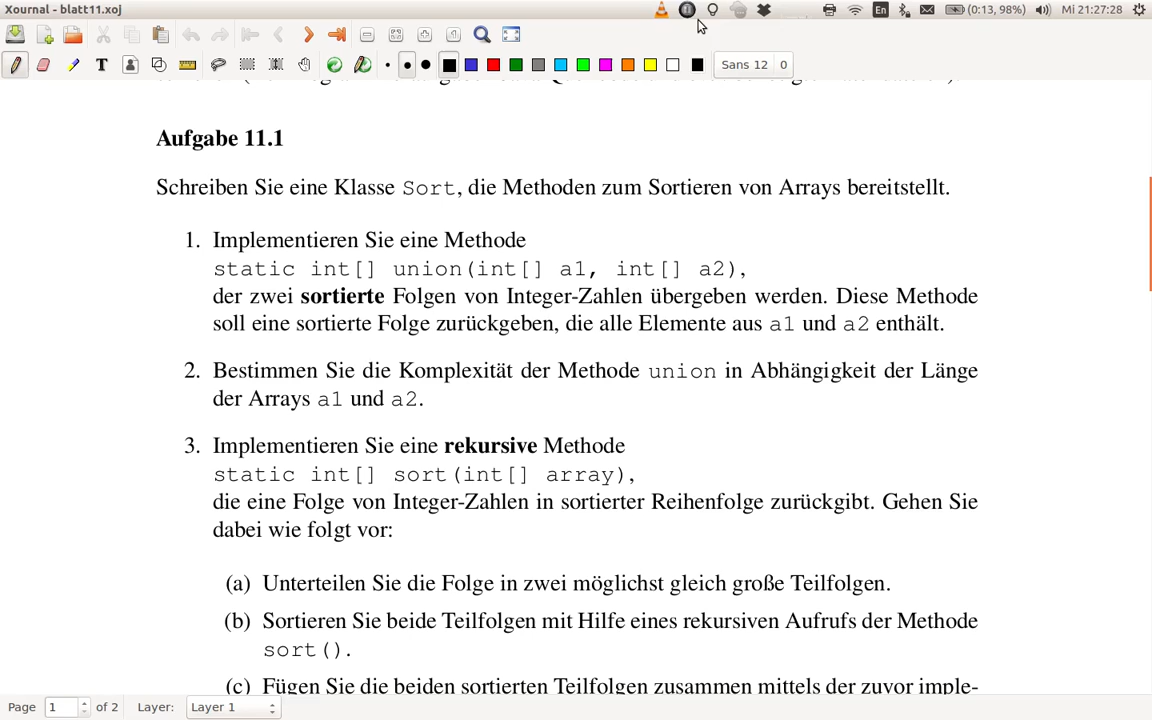 Xournal - blatt11.xoj
En
(0:13, 98%)
Mi 21:27:28
T
Sans 12
0
Aufgabe 11.1
Schreiben Sie eine Klasse Sort, die Methoden zum Sortieren von Arrays bereitstellt.
1. Implementieren Sie eine Methode
static int[] union(int[] a1, int[] a2),
der zwei sortierte Folgen von Integer-Zahlen übergeben werden. Diese Methode
soll eine sortierte Folge zurückgeben, die alle Elemente aus a1 und a2 enthält.
2. Bestimmen Sie die Komplexität der Methode union in Abhängigkeit der Länge
der Arrays a1 und a2.
3. Implementieren Sie eine rekursive Methode
static int[] sort(int[] array),
die eine Folge von Integer-Zahlen in sortierter Reihenfolge zurückgibt. Gehen Sie
dabei wie folgt vor:
(a) Unterteilen Sie die Folge in zwei möglichst gleich große Teilfolgen.
(b) Sortieren Sie beide Teilfolgen mit Hilfe eines rekursiven Aufrufs der Methode
sort().
(c) Fügen Sie die beiden sortierten Teilfolgen zusammen mittels der zuvor imple-
Page 1 of 2 Layer: Layer 1